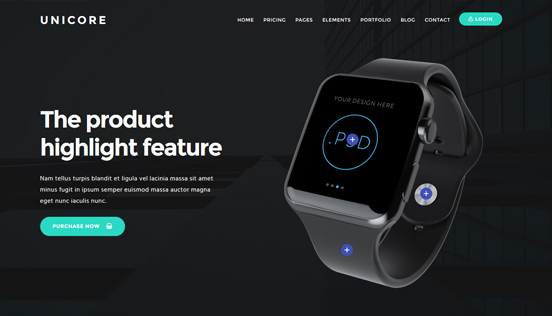 UNICORE
HOME PRICING PAGES ELEMENTS PORTFOLIO BLOG CONTACT LOGIN
The product
highlight feature
Nam tellus turpis blandit et ligula vel lacinia massa sit amet
minus fugit in ipsum semper euismod massa auctor magna
eget nunc iaculis nunc.
PURCHASE NOW
YOUR DESIGN HERE
.PSD